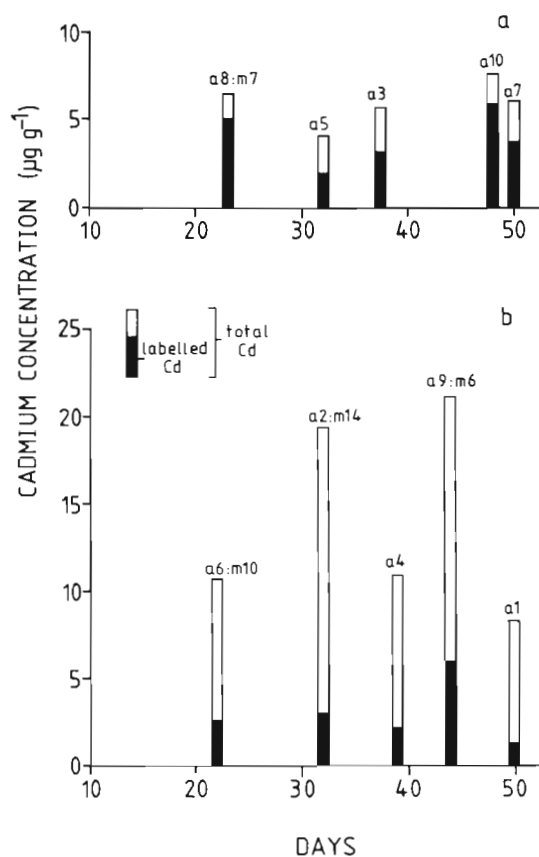 a
CADMIUM CONCENTRATION (µg g⁻¹)
10
5
0
a8:m7
a5
a3
a10
a7
10 20 30 40 50
b
labelled Cd
total Cd
25
20
15
10
5
0
a6:m10
a2:m14
a4
a9:m6
a1
10 20 30 40 50
DAYS